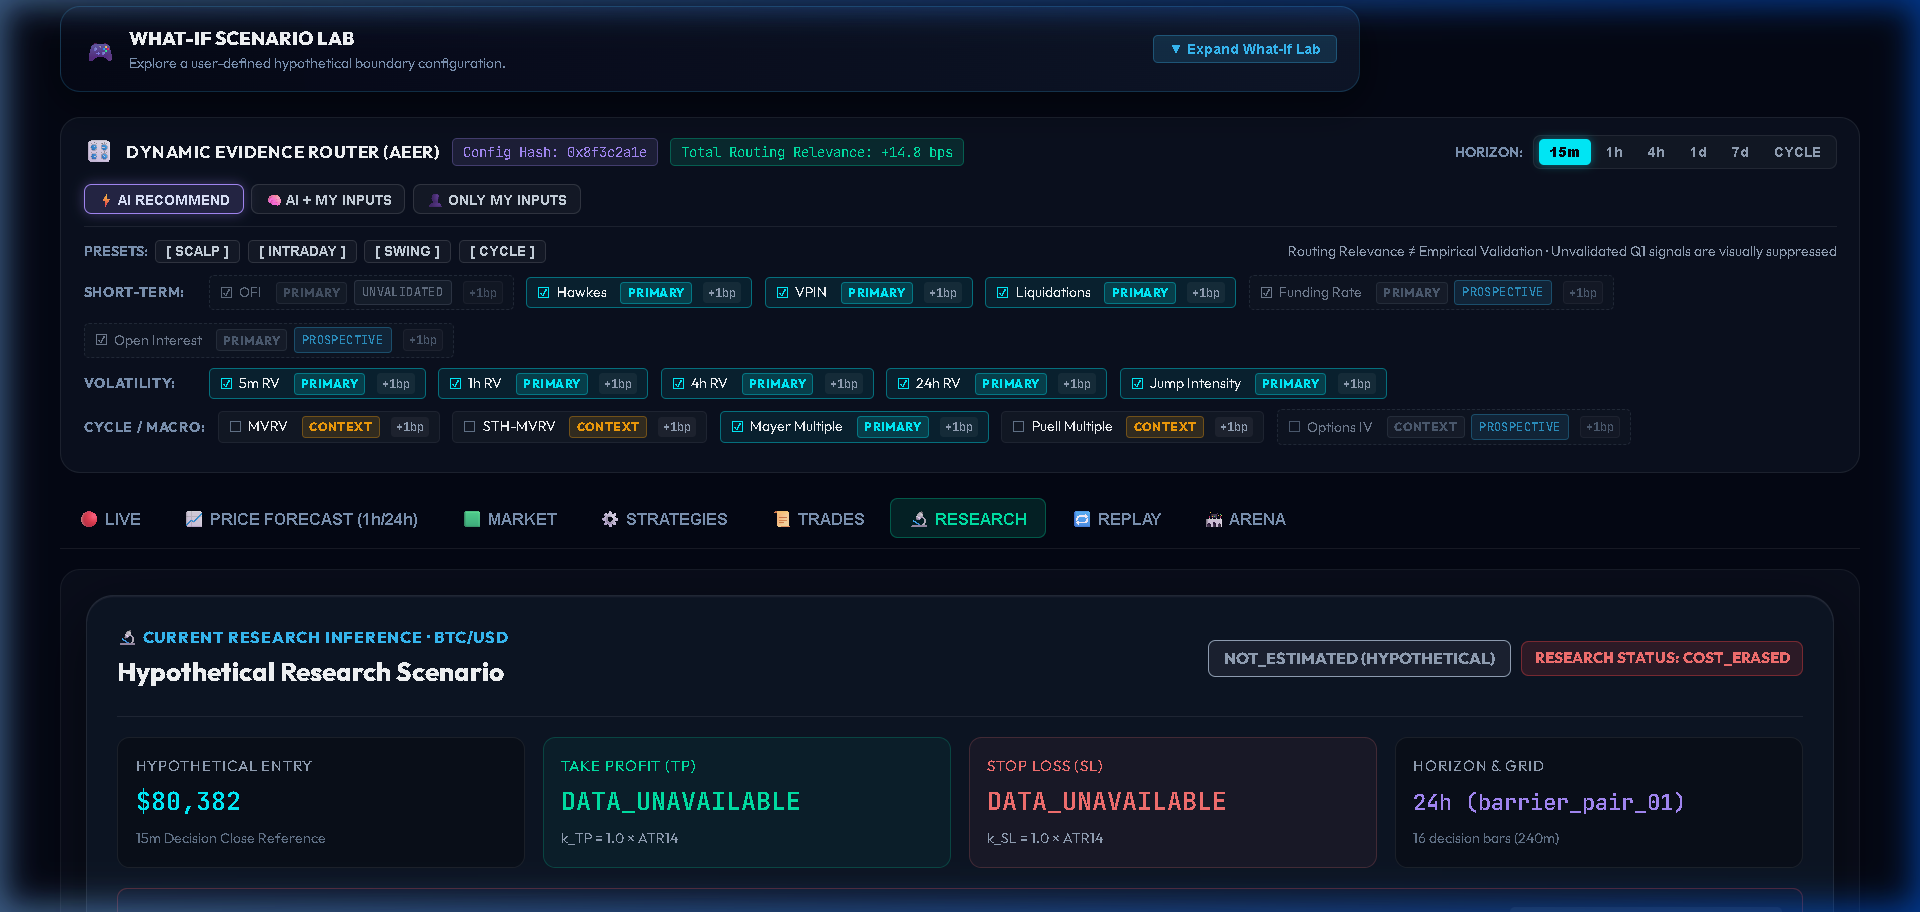 WHAT-IF SCENARIO LAB
Explore a user-defined hypothetical boundary configuration.
▼ Expand What-If Lab
DYNAMIC EVIDENCE ROUTER (AEER) Config Hash: 0x8f3c2a1e Total Routing Relevance: +14.8 bps HORIZON: 15m 1h 4h 1d 7d CYCLE
AI RECOMMEND AI + MY INPUTS ONLY MY INPUTS
PRESETS: [ SCALP ] [ INTRADAY ] [ SWING ] [ CYCLE ] Routing Relevance ≠ Empirical Validation · Unvalidated Q1 signals are visually suppressed
SHORT-TERM: OFI PRIMARY UNVALIDATED +1bp Hawkes PRIMARY +1bp VPIN PRIMARY +1bp Liquidations PRIMARY +1bp Funding Rate PRIMARY PROSPECTIVE +1bp
Open Interest PRIMARY PROSPECTIVE +1bp
VOLATILITY: 5m RV PRIMARY +1bp 1h RV PRIMARY +1bp 4h RV PRIMARY +1bp 24h RV PRIMARY +1bp Jump Intensity PRIMARY +1bp
CYCLE / MACRO: MVRV CONTEXT +1bp STH-MVRV CONTEXT +1bp Mayer Multiple PRIMARY +1bp Puell Multiple CONTEXT +1bp Options IV CONTEXT PROSPECTIVE +1bp
LIVE PRICE FORECAST (1h/24h) MARKET STRATEGIES TRADES RESEARCH REPLAY ARENA
CURRENT RESEARCH INFERENCE · BTC/USD
Hypothetical Research Scenario
NOT_ESTIMATED (HYPOTHETICAL) RESEARCH STATUS: COST_ERASED
HYPOTHETICAL ENTRY
$80,382
15m Decision Close Reference
TAKE PROFIT (TP)
DATA_UNAVAILABLE
k_TP = 1.0 × ATR14
STOP LOSS (SL)
DATA_UNAVAILABLE
k_SL = 1.0 × ATR14
HORIZON & GRID
24h (barrier_pair_01)
16 decision bars (240m)